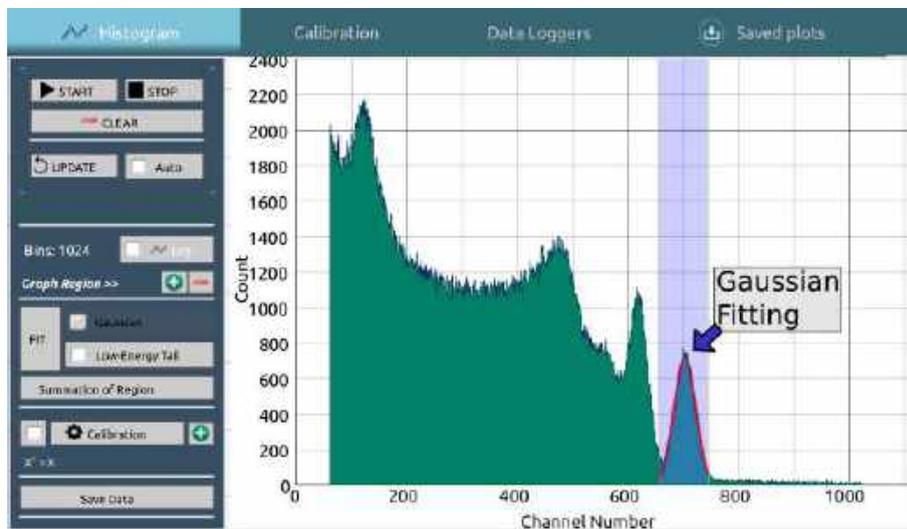 Histogram
Calibration
Data Loggers
Saved plots
START
STOP
CLEAR
UPDATE
Auto
Bins: 1024
Graph Region >>
FIT
Gaussian
Low-Energy Tail
Summation of Region
Calibration
Save Data
2400
2200
2000
1800
1600
1400
1200
1000
800
600
400
200
0
Count
Gaussian
Fitting
0
200
400
600
800
1000
Channel Number